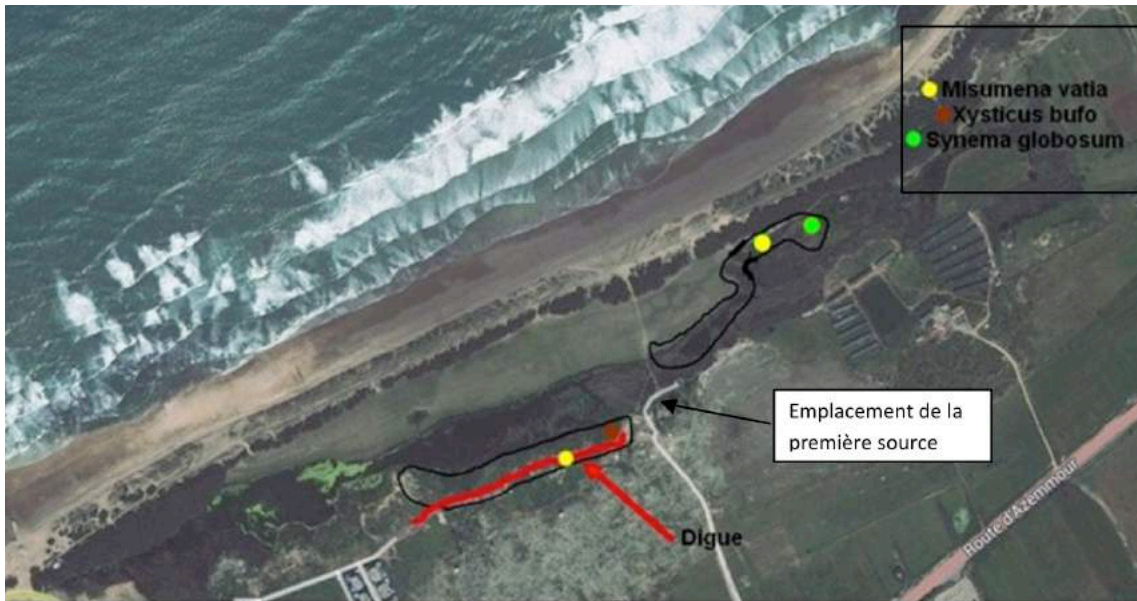 Misumena vatia
Xysticus bufo
Synema globosum
Emplacement de la
première source
Digue
Route d'Azemmour